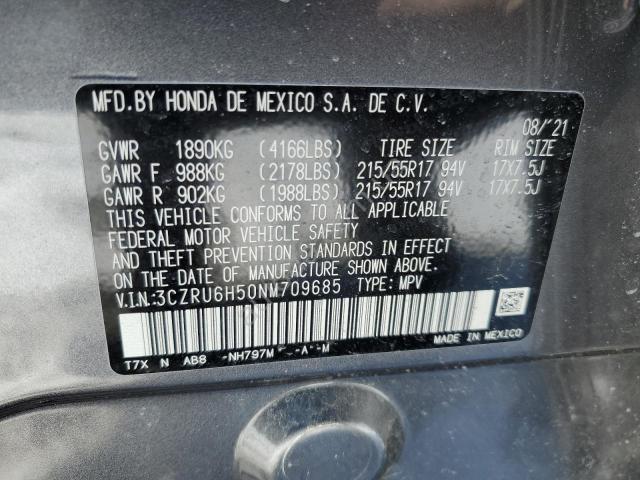 MFD.BY HONDA DE MEXICO S.A. DE C.V.
08/'21
GVWR 1890KG (4166LBS) TIRE SIZE RIM SIZE
GAWR F 988KG (2178LBS) 215/55R17 94V 17X7.5J
GAWR R 902KG (1988LBS) 215/55R17 94V 17X7.5J
THIS VEHICLE CONFORMS TO ALL APPLICABLE
FEDERAL MOTOR VEHICLE SAFETY
AND THEFT PREVENTION STANDARDS IN EFFECT
ON THE DATE OF MANUFACTURE SHOWN ABOVE.
V.IN.:3CZRU6H50NM709685 TYPE: MPV
T7X N AB8 -NH797M -A--M MADE IN MEXICO